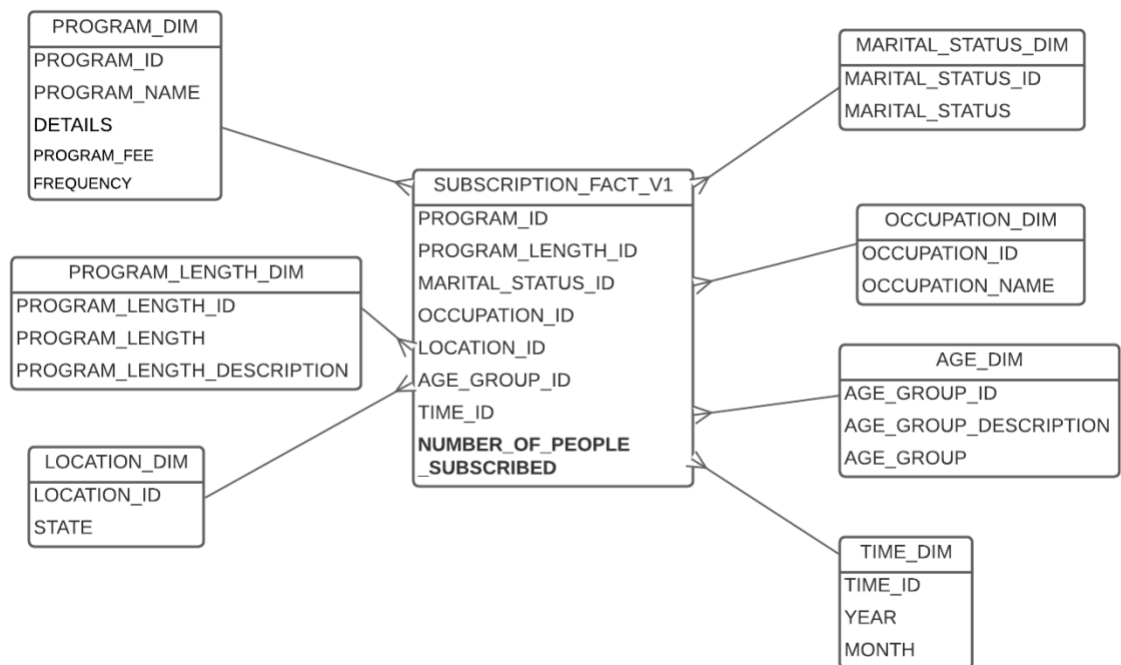 PROGRAM_DIM
PROGRAM_ID
PROGRAM_NAME
DETAILS
PROGRAM_FEE
FREQUENCY
PROGRAM_LENGTH_DIM
PROGRAM_LENGTH_ID
PROGRAM_LENGTH
PROGRAM_LENGTH_DESCRIPTION
LOCATION_DIM
LOCATION_ID
STATE
SUBSCRIPTION_FACT_V1
PROGRAM_ID
PROGRAM_LENGTH_ID
MARITAL_STATUS_ID
OCCUPATION_ID
LOCATION_ID
AGE_GROUP_ID
TIME_ID
NUMBER_OF_PEOPLE
_SUBSCRIBED
MARITAL_STATUS_DIM
MARITAL_STATUS_ID
MARITAL_STATUS
OCCUPATION_DIM
OCCUPATION_ID
OCCUPATION_NAME
AGE_DIM
AGE_GROUP_ID
AGE_GROUP_DESCRIPTION
AGE_GROUP
TIME_DIM
TIME_ID
YEAR
MONTH